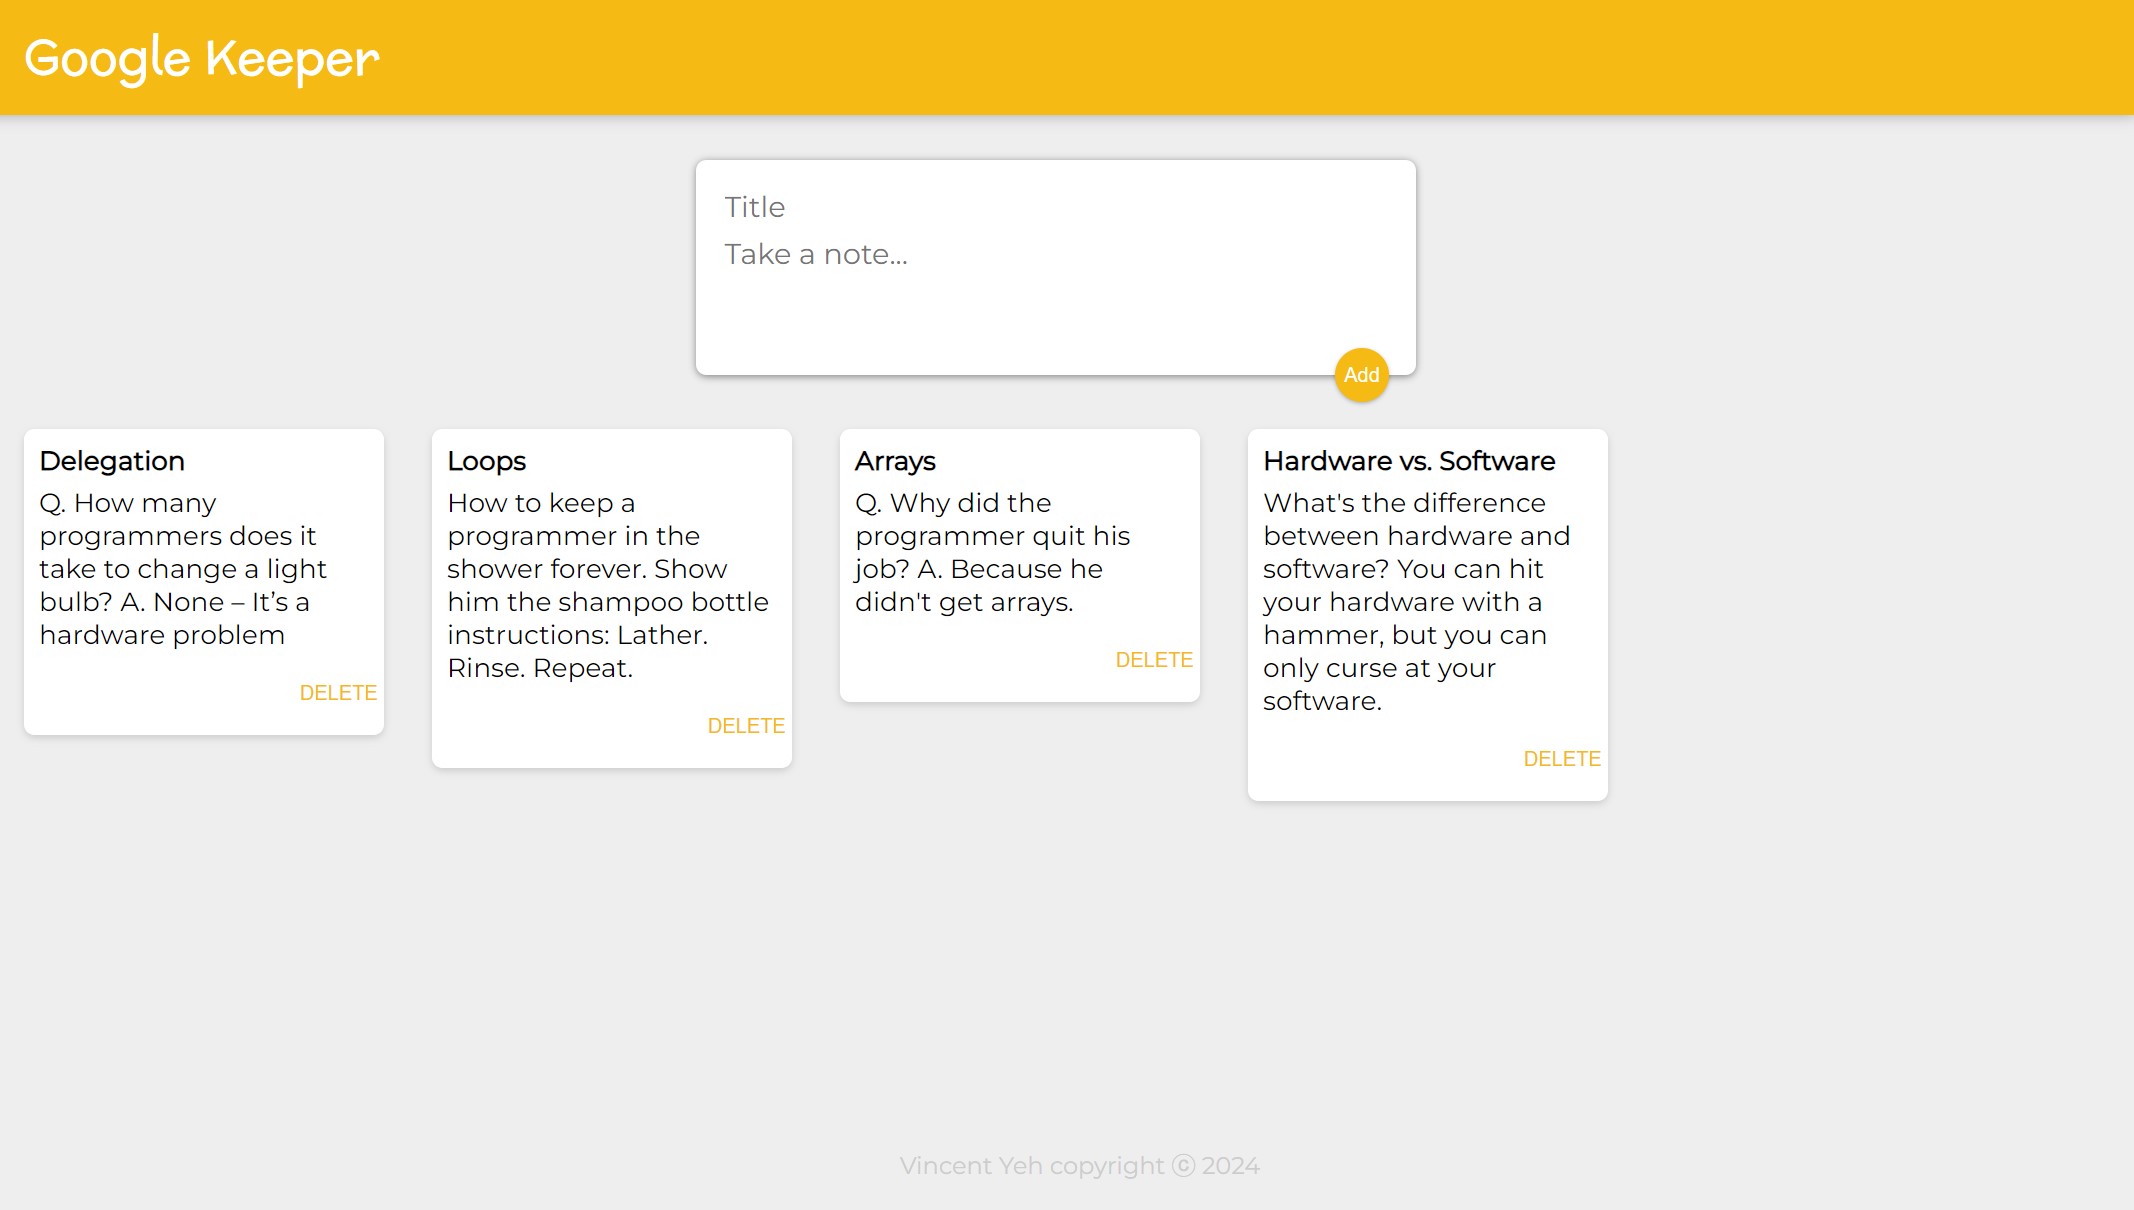 Google Keeper
Title
Take a note...
Add
Delegation
Q. How many
programmers does it
take to change a light
bulb? A. None – It’s a
hardware problem
DELETE
Loops
How to keep a
programmer in the
shower forever. Show
him the shampoo bottle
instructions: Lather.
Rinse. Repeat.
DELETE
Arrays
Q. Why did the
programmer quit his
job? A. Because he
didn't get arrays.
DELETE
Hardware vs. Software
What's the difference
between hardware and
software? You can hit
your hardware with a
hammer, but you can
only curse at your
software.
DELETE
Vincent Yeh copyright ⓒ 2024